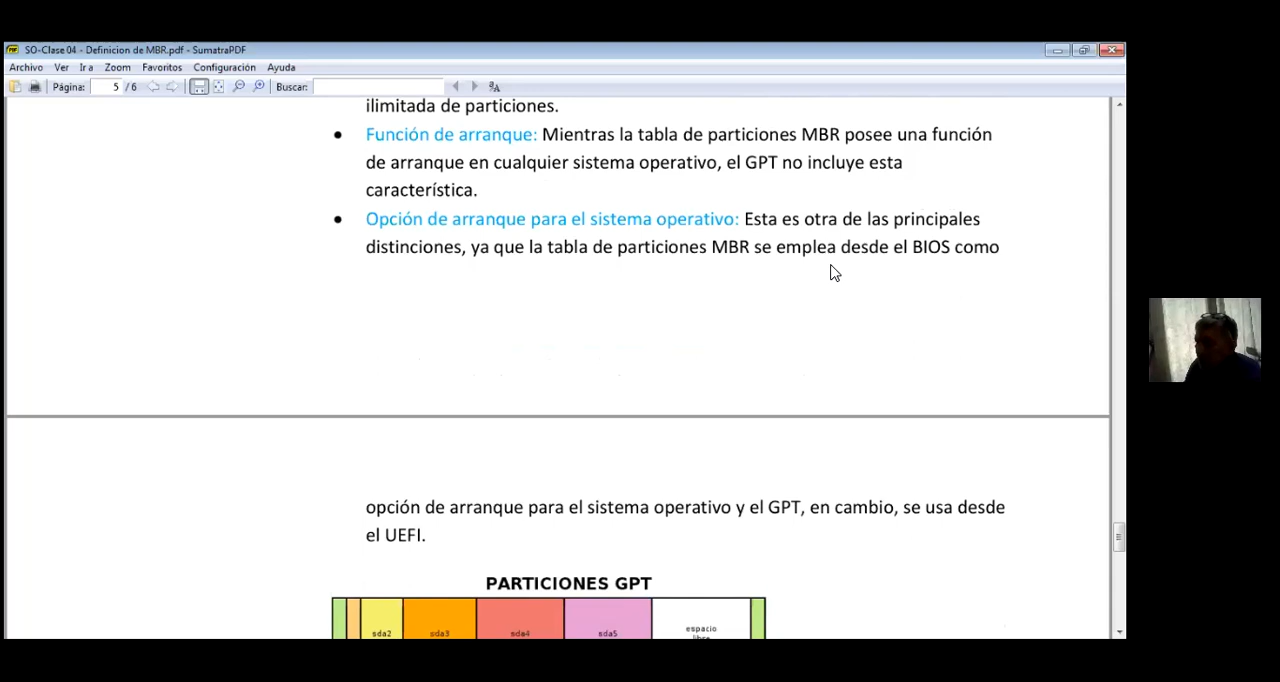 SO-Clase 04 - Definicion de MBR.pdf - SumatraPDF
Archivo Ver Ir a Zoom Favoritos Configuración Ayuda
Página: 5 / 6 Buscar:
ilimitada de particiones.
• Función de arranque: Mientras la tabla de particiones MBR posee una función
de arranque en cualquier sistema operativo, el GPT no incluye esta
característica.
• Opción de arranque para el sistema operativo: Esta es otra de las principales
distinciones, ya que la tabla de particiones MBR se emplea desde el BIOS como
opción de arranque para el sistema operativo y el GPT, en cambio, se usa desde
el UEFI.
PARTICIONES GPT
sda2 sda3 sda4 sda5 espacio
libre